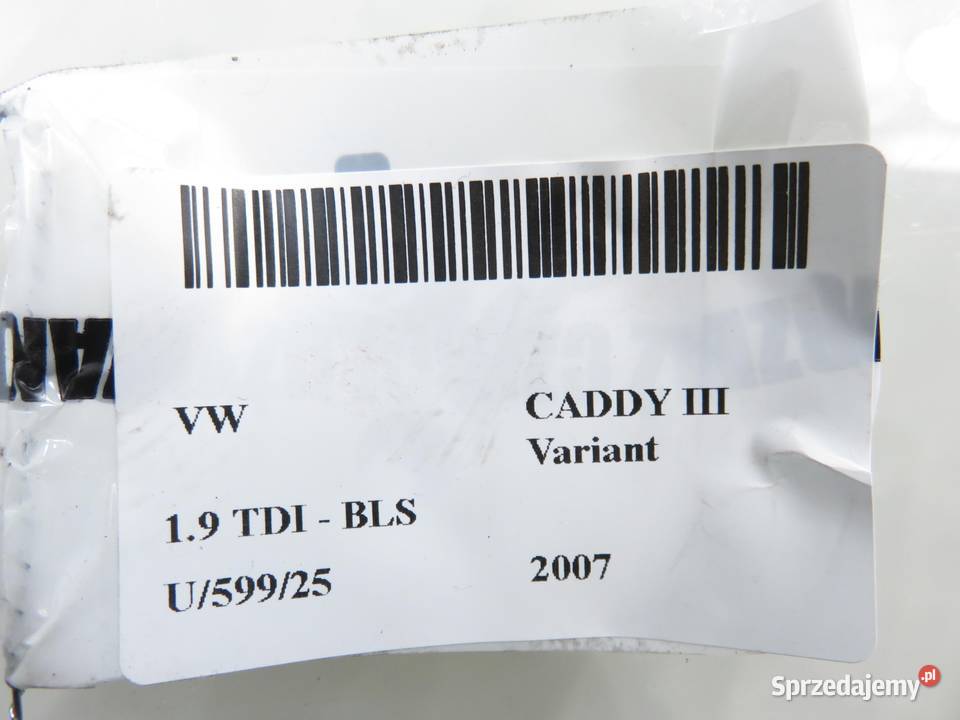 VW
CADDY III
Variant
1.9 TDI - BLS
U/599/25
2007
Sprzedajemy.pl